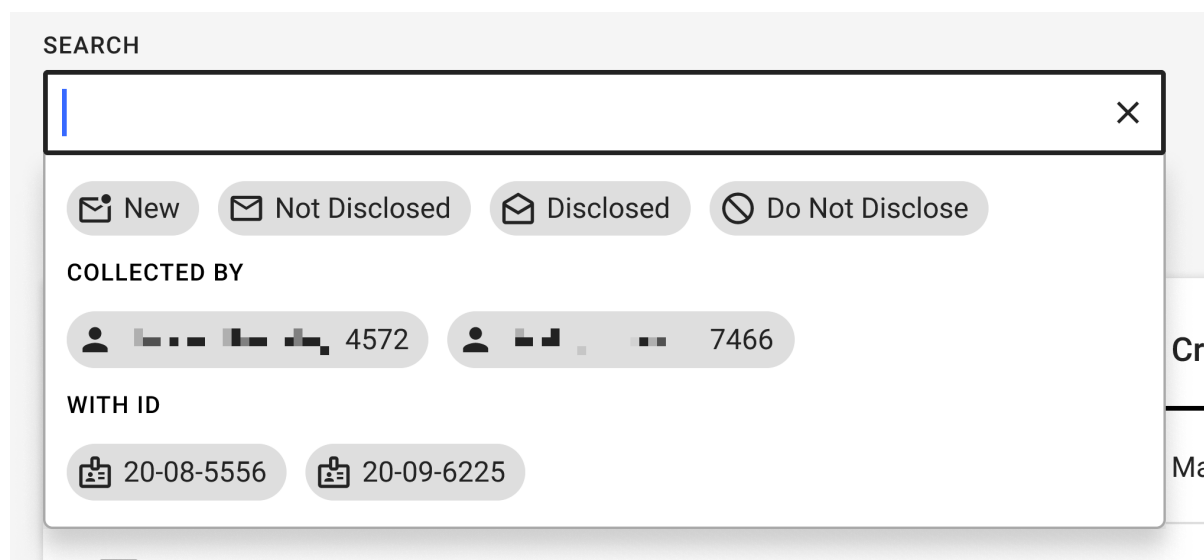 SEARCH
New Not Disclosed Disclosed Do Not Disclose
COLLECTED BY
4572 7466
Cr
WITH ID
20-08-5556 20-09-6225
Ma